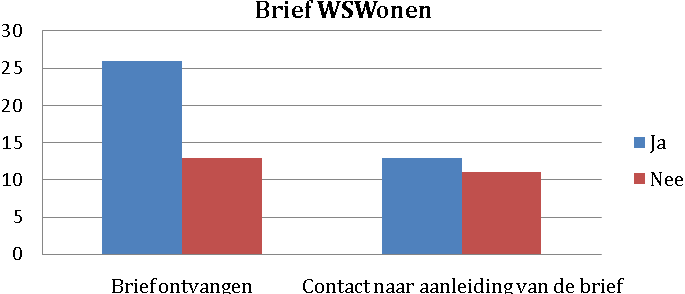 Brief WSWonen
30
25
20
15
10
5
0
Ja
Nee
Brief ontvangen
Contact naar aanleiding van de brief